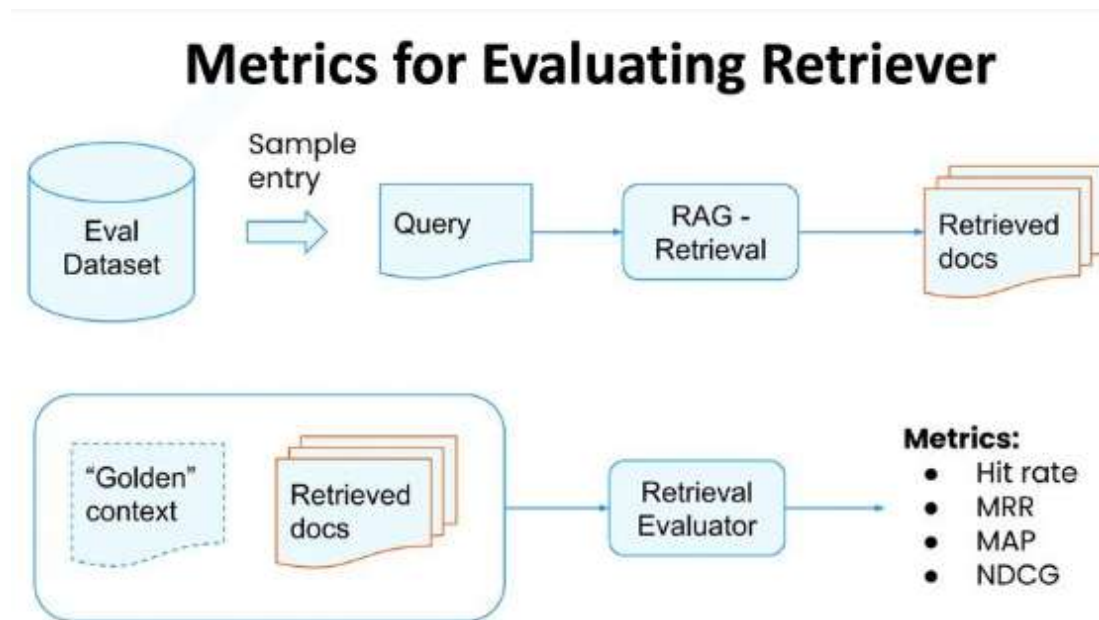 Metrics for Evaluating Retriever
Sample
entry
Eval
Dataset
Query
RAG -
Retrieval
Retrieved
docs
“Golden”
context
Retrieved
docs
Retrieval
Evaluator
Metrics:
● Hit rate
● MRR
● MAP
● NDCG